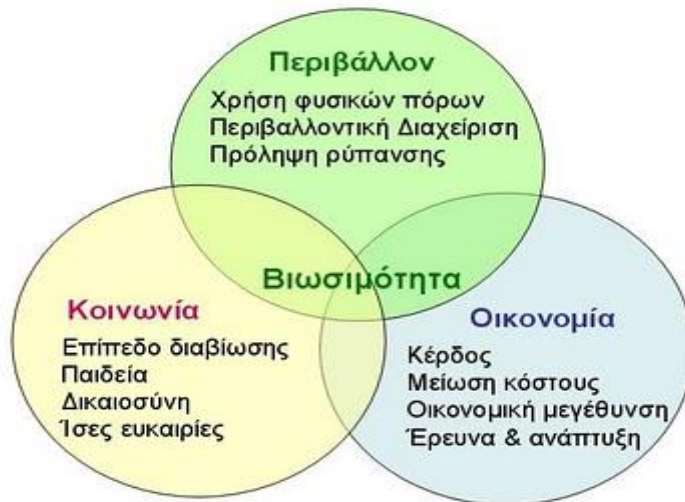 Περιβάλλον
Χρήση φυσικών πόρων
Περιβαλλοντική Διαχείριση
Πρόληψη ρύπανσης
Βιωσιμότητα
Κοινωνία
Επίπεδο διαβίωσης
Παιδεία
Δικαιοσύνη
Ίσες ευκαιρίες
Οικονομία
Κέρδος
Μείωση κόστους
Οικονομική μεγέθυνση
Έρευνα & ανάπτυξη